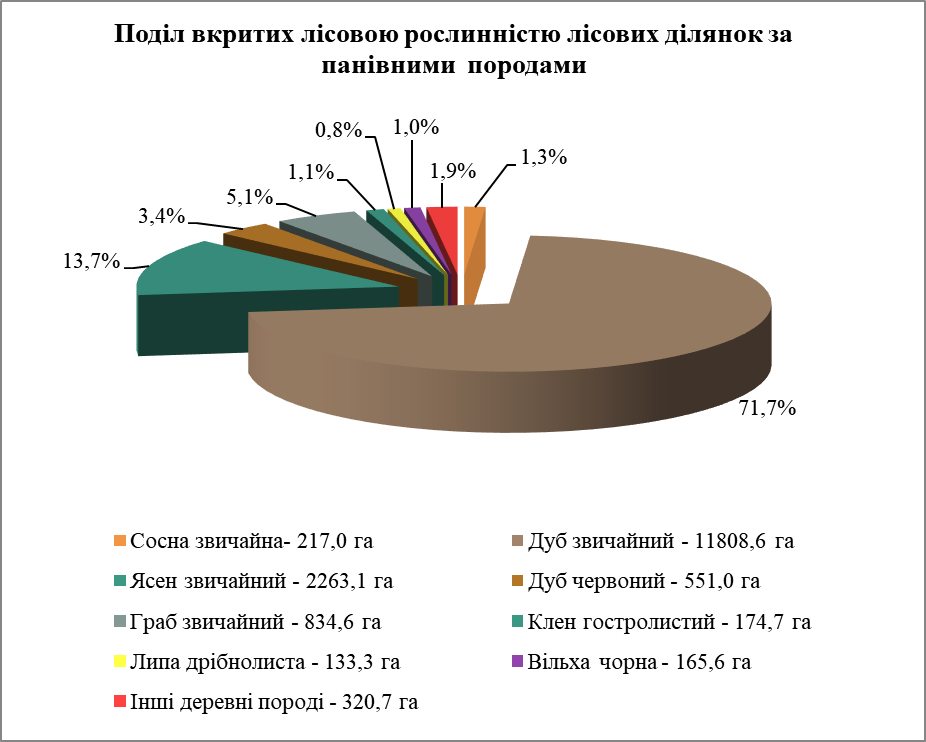 Поділ вкритих лісовою рослинністю лісових ділянок за
панівними породами
0,8%
1,0%
1,1%
1,9%
1,3%
5,1%
3,4%
13,7%
71,7%
Сосна звичайна- 217,0 га
Дуб звичайний - 11808,6 га
Ясен звичайний - 2263,1 га
Дуб червоний - 551,0 га
Граб звичайний - 834,6 га
Клен гостролистий - 174,7 га
Липа дрібнолиста - 133,3 га
Вільха чорна - 165,6 га
Інші деревні породі - 320,7 га